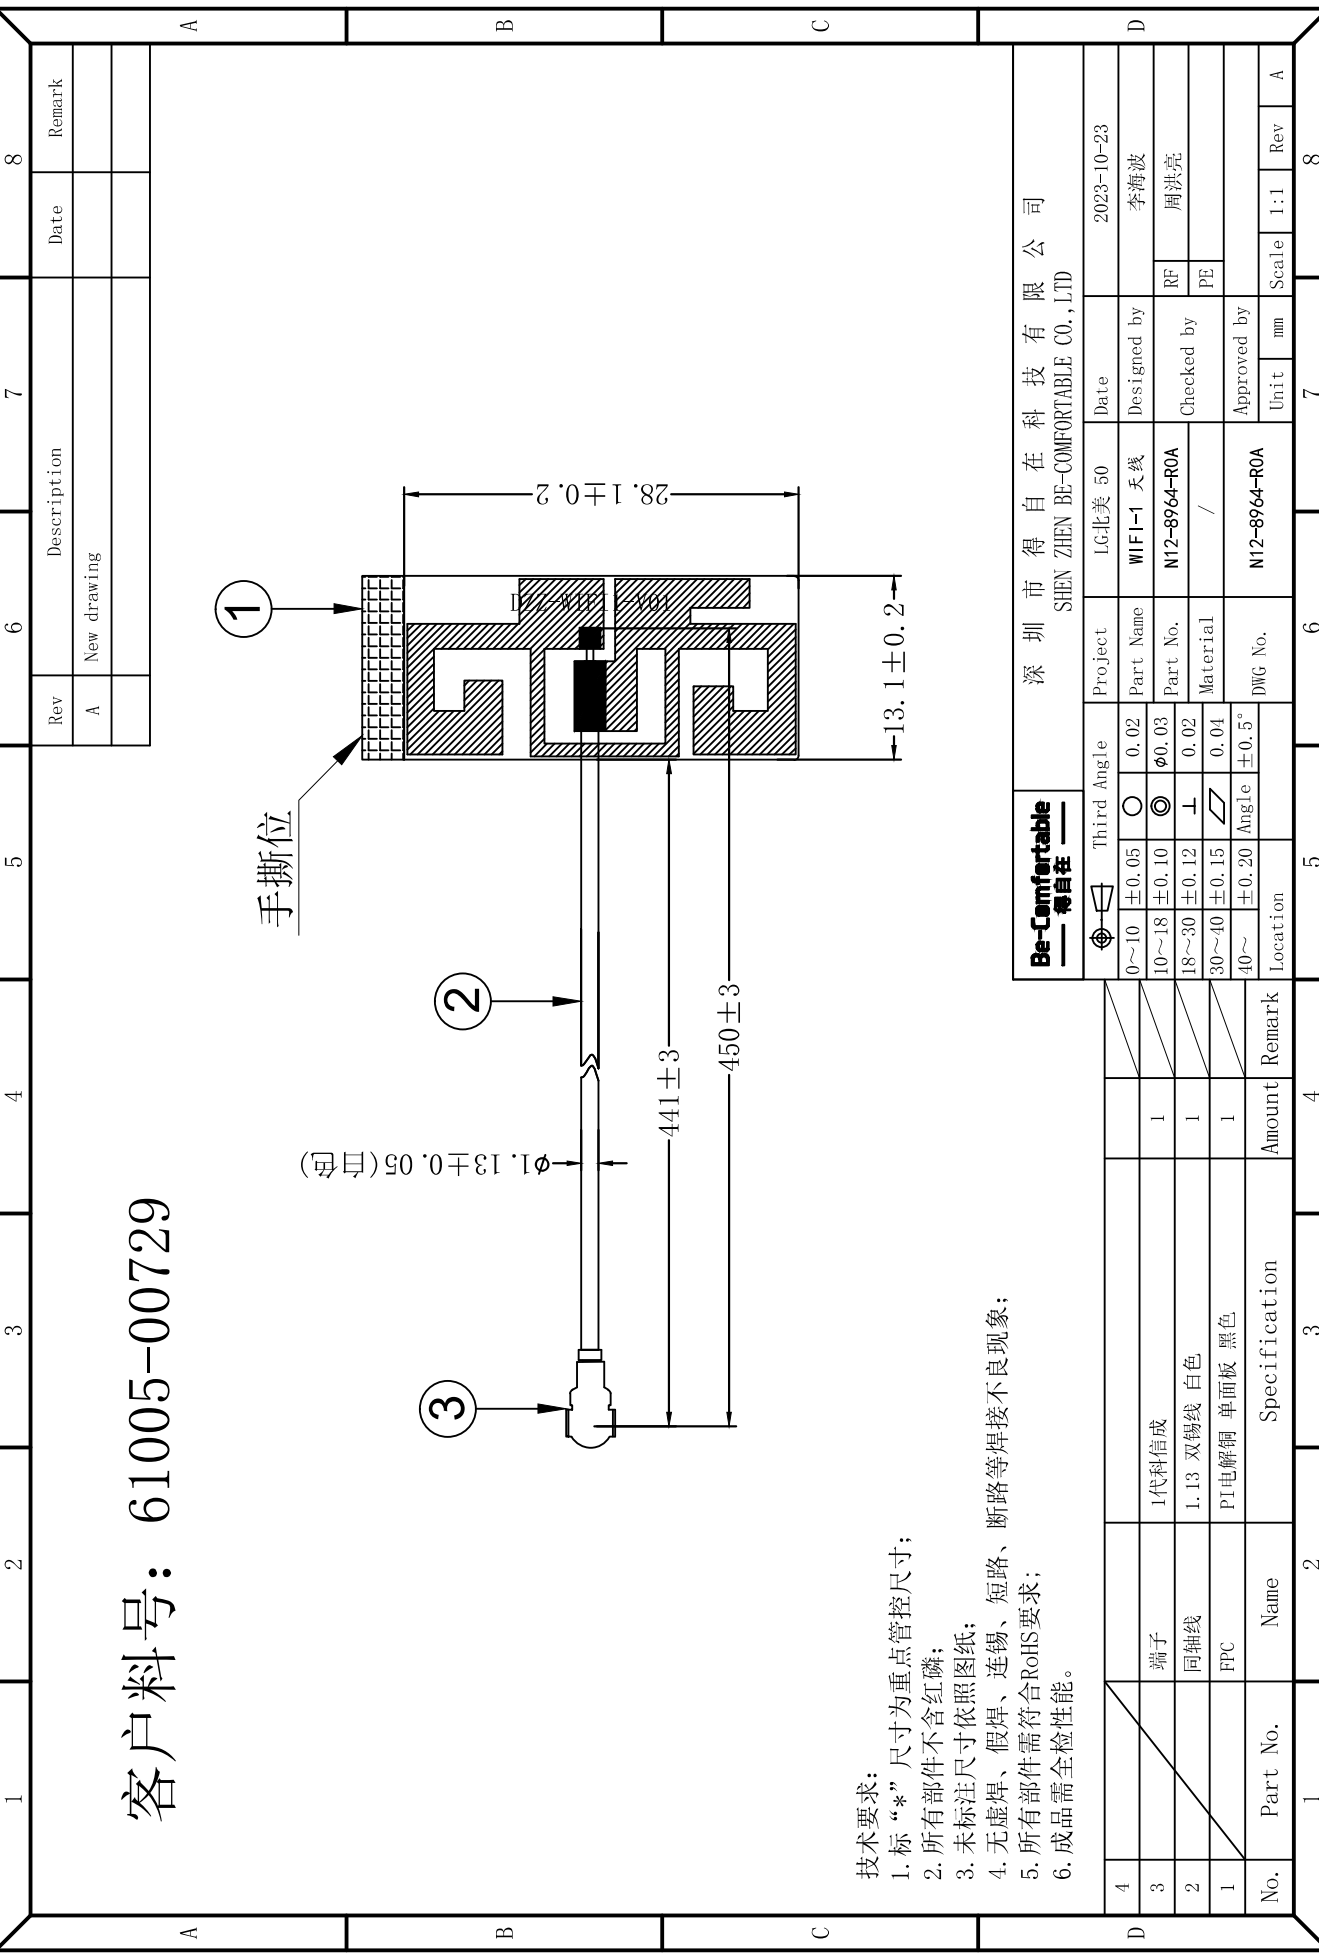 1 2 3 4 5 6 7 8
A
B
C
D
A
B
C
D
1 2 3 4 5 6 7 8
Rev Description Date Remark
A New drawing
客户料号: 61005-00729
手撕位
1
2
3
DZZ-WIFI1-V01
28.1±0.2
13.1±0.2
441±3
450±3
φ1.13±0.05(白色)
技术要求:
1.标“*”尺寸为重点管控尺寸;
2.所有部件不含红磷;
3.未标注尺寸依照图纸;
4.无虚焊、假焊、连锡、短路、断路等焊接不良现象;
5.所有部件需符合RoHS要求;
6.成品需全检性能。
4
3 端子 1代科信成 1
2 同轴线 1.13 双锡线 白色 1
1 FPC PI电解铜 单面板 黑色 1
No. Part No. Name Specification Amount Remark
Be-Comfortable
得自在
深圳市得自在科技有限公司
SHEN ZHEN BE-COMFORTABLE CO.,LTD
Third Angle
0~10 ±0.05 ○ 0.02
10~18 ±0.10 ◎ φ0.03
18~30 ±0.12 ⊥ 0.02
30~40 ±0.15 ▱ 0.04
40~ ±0.20 Angle ±0.5°
Location
Project LG北美 50 Date 2023-10-23
Part Name WIFI-1 天线 Designed by 李海波
Part No. N12-8964-R0A Checked by RF 周洪亮
Material / PE
DWG No. N12-8964-R0A Approved by
Unit mm Scale 1:1 Rev A